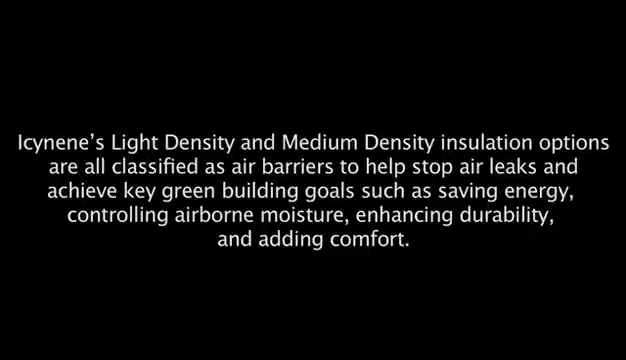 Icynene’s Light Density and Medium Density insulation options
are all classified as air barriers to help stop air leaks and
achieve key green building goals such as saving energy,
controlling airborne moisture, enhancing durability,
and adding comfort.